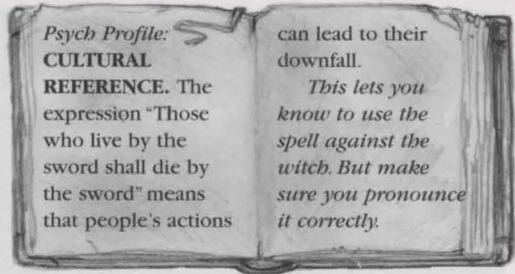 Psych Profile:
CULTURAL
REFERENCE. The
expression “Those
who live by the
sword shall die by
the sword” means
that people’s actions
can lead to their
downfall.
This lets you
know to use the
spell against the
witch. But make
sure you pronounce
it correctly.